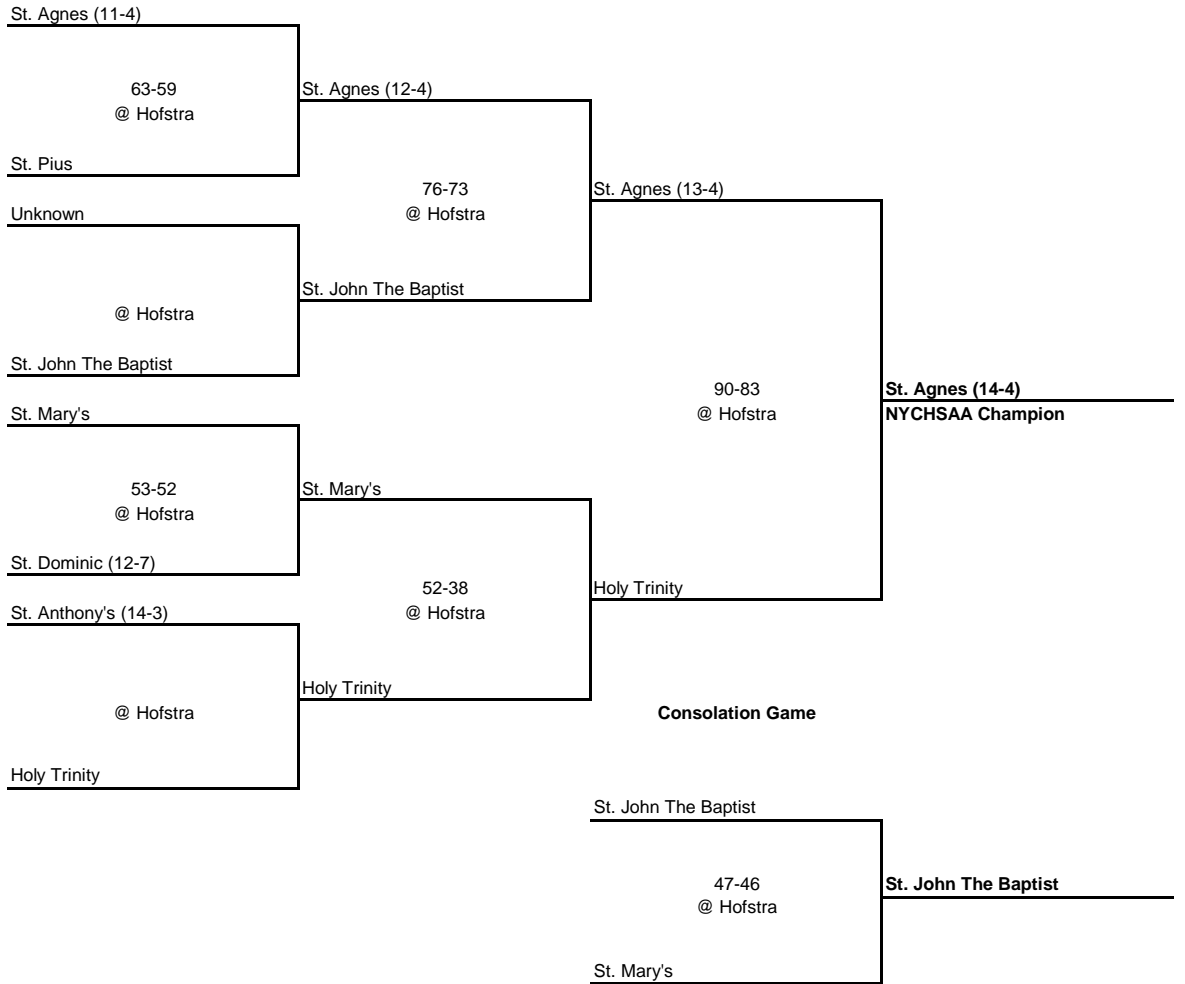 St. Agnes (11-4)
63-59
@ Hofstra
St. Agnes (12-4)
St. Pius
76-73
@ Hofstra
St. Agnes (13-4)
Unknown
@ Hofstra
St. John The Baptist
St. John The Baptist
90-83
@ Hofstra
St. Agnes (14-4)
NYCHSAA Champion
St. Mary's
53-52
@ Hofstra
St. Mary's
St. Dominic (12-7)
52-38
@ Hofstra
Holy Trinity
St. Anthony's (14-3)
@ Hofstra
Holy Trinity
Holy Trinity
Consolation Game
St. John The Baptist
47-46
@ Hofstra
St. John The Baptist
St. Mary's